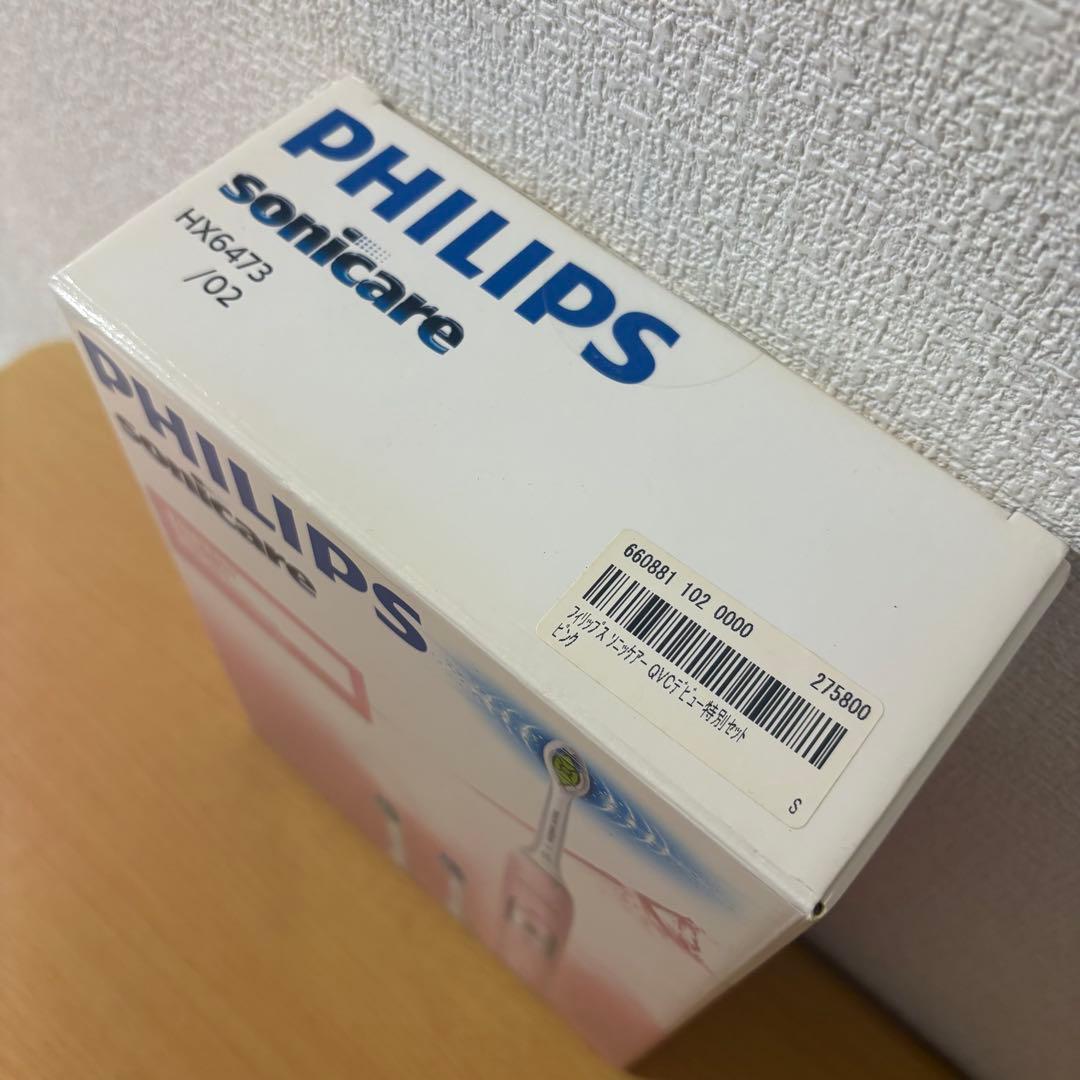 PHILIPS
sonicare
HX6473
/02
PHILIPS
sonicare
660881 102 0000
275800
フィリップス ソニッケアー QVCデビュー特別セット
ピンク
S